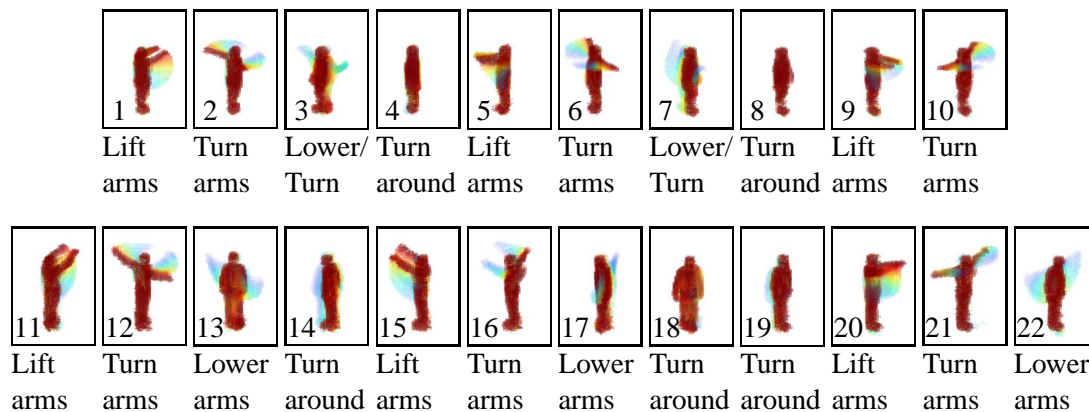 1 2 3 4 5 6 7 8 9 10
Lift Turn Lower/ Turn Lift Turn Lower/ Turn Lift Turn
arms arms Turn around arms arms Turn around arms arms
11 12 13 14 15 16 17 18 19 20 21 22
Lift Turn Lower Turn Lift Turn Lower Turn Turn Lift Turn Lower
arms arms arms around arms arms arms around around arms arms arms